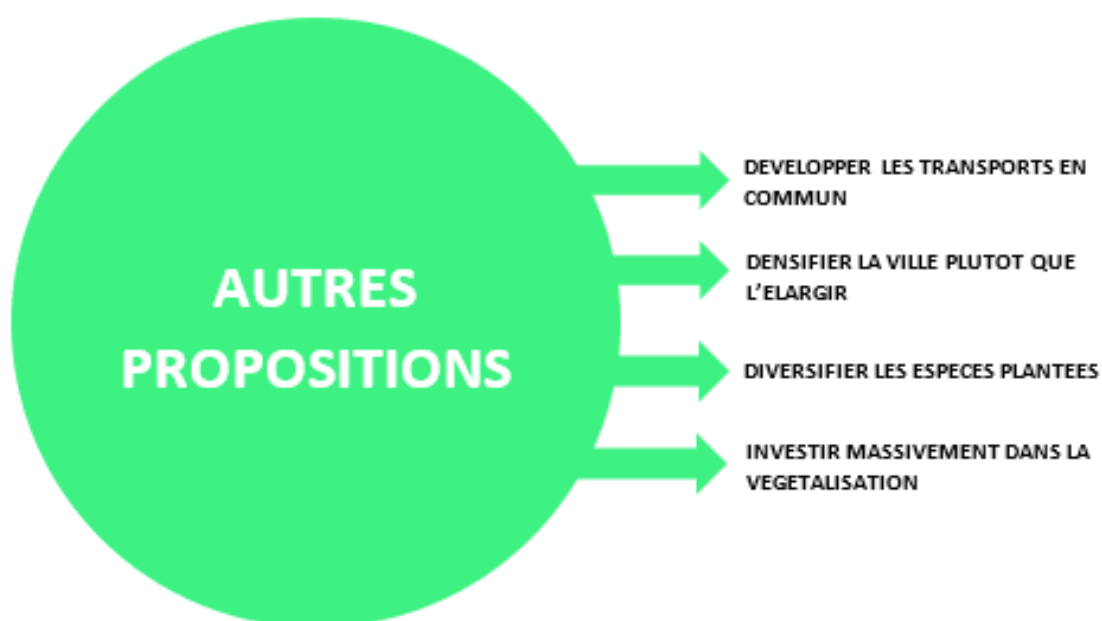 AUTRES
PROPOSITIONS
DEVELOPPER LES TRANSPORTS EN
COMMUN
DENSIFIER LA VILLE PLUTOT QUE
L'ELARGIR
DIVERSIFIER LES ESPECES PLANTEES
INVESTIR MASSIVEMENT DANS LA
VEGETALISATION